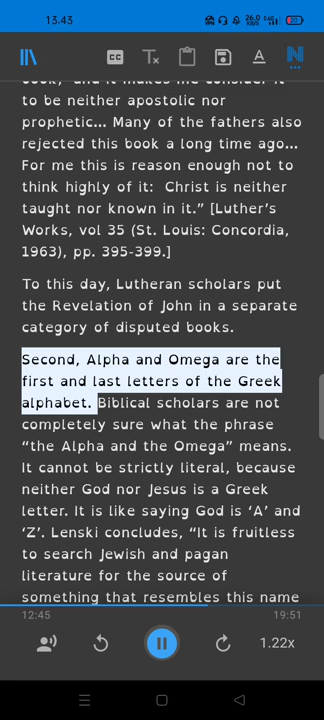 13.43
26.0
KB/S
20
CC
book, and it makes me consider it
to be neither apostolic nor
prophetic... Many of the fathers also
rejected this book a long time ago...
For me this is reason enough not to
think highly of it:  Christ is neither
taught nor known in it.” [Luther’s
Works, vol 35 (St. Louis: Concordia,
1963), pp. 395-399.]
To this day, Lutheran scholars put
the Revelation of John in a separate
category of disputed books.
Second, Alpha and Omega are the
first and last letters of the Greek
alphabet. Biblical scholars are not
completely sure what the phrase
“the Alpha and the Omega” means.
It cannot be strictly literal, because
neither God nor Jesus is a Greek
letter. It is like saying God is ‘A’ and
‘Z’. Lenski concludes, “It is fruitless
to search Jewish and pagan
literature for the source of
something that resembles this name
12:45
19:51
1.22x